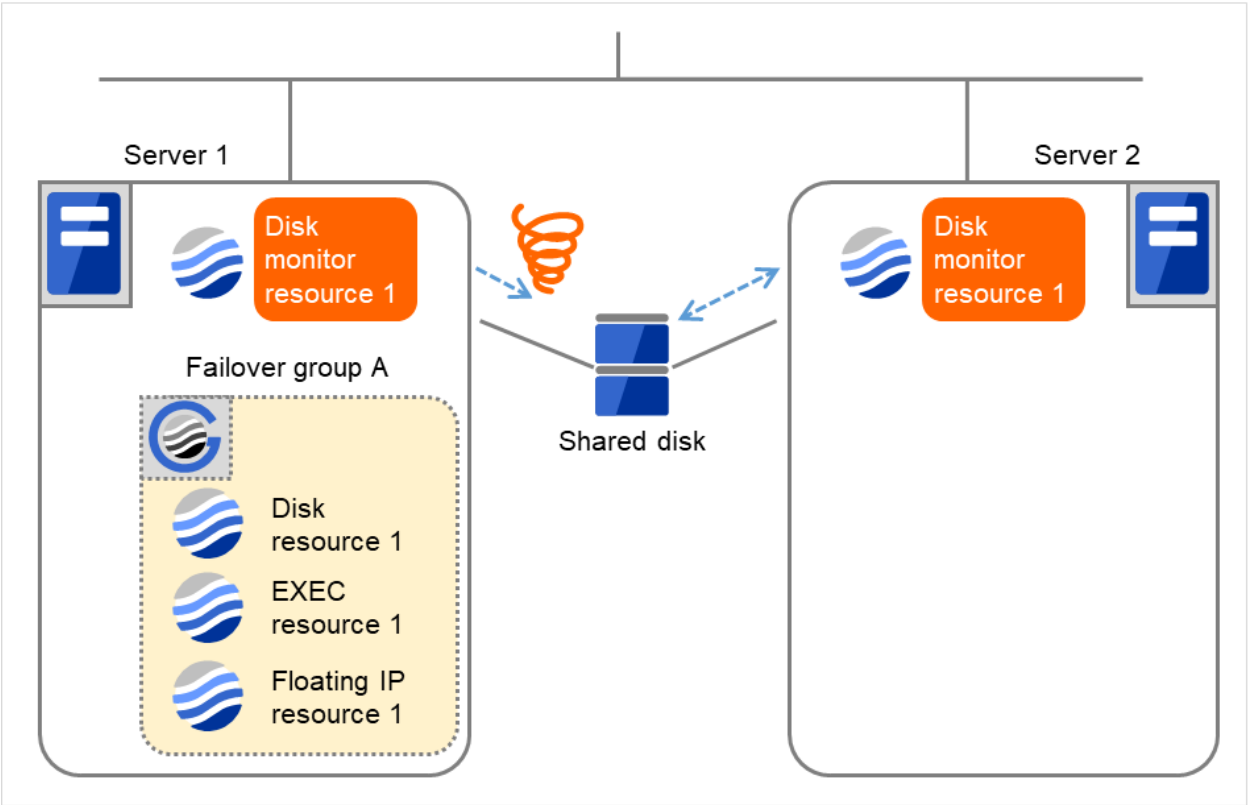 Server 1
Server 2
Disk
monitor
resource 1
Disk
monitor
resource 1
Failover group A
Shared disk
Disk
resource 1
EXEC
resource 1
Floating IP
resource 1